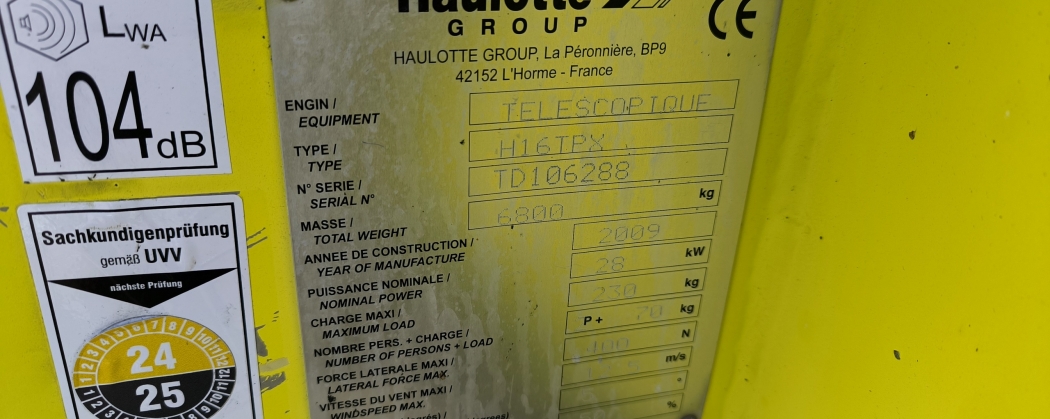 LWA
104dB
Sachkundigenprüfung
gemäß UVV
nächste Prüfung
24
25
Haulotte
GROUP
CE
HAULOTTE GROUP, La Péronnière, BP9
42152 L'Horme - France
ENGIN /
EQUIPMENT
TELESCOPIQUE
TYPE /
TYPE
H16TPX
N° SERIE /
SERIAL N°
TD106288
MASSE /
TOTAL WEIGHT
6800 kg
ANNEE DE CONSTRUCTION /
YEAR OF MANUFACTURE
2009
PUISSANCE NOMINALE /
NOMINAL POWER
28 kW
CHARGE MAXI /
MAXIMUM LOAD
230 kg
NOMBRE PERS. + CHARGE /
NUMBER OF PERSONS + LOAD
P + 70 kg
FORCE LATERALE MAXI /
LATERAL FORCE MAX.
N
VITESSE DU VENT MAXI /
WINDSPEED MAX.
m/s
°
%